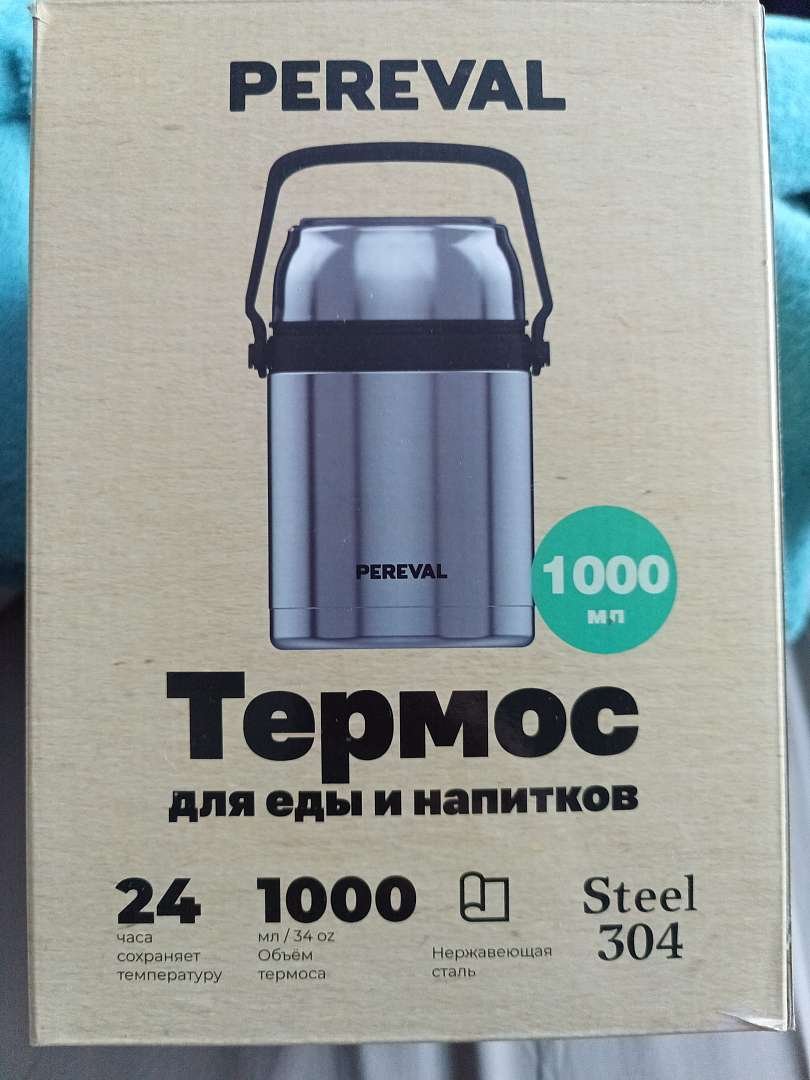 PEREVAL
PEREVAL
1000
мл
Термос
для еды и напитков
24
часа
сохраняет
температуру
1000
мл / 34 oz
Объём
термоса
Нержавеющая
сталь
Steel
304